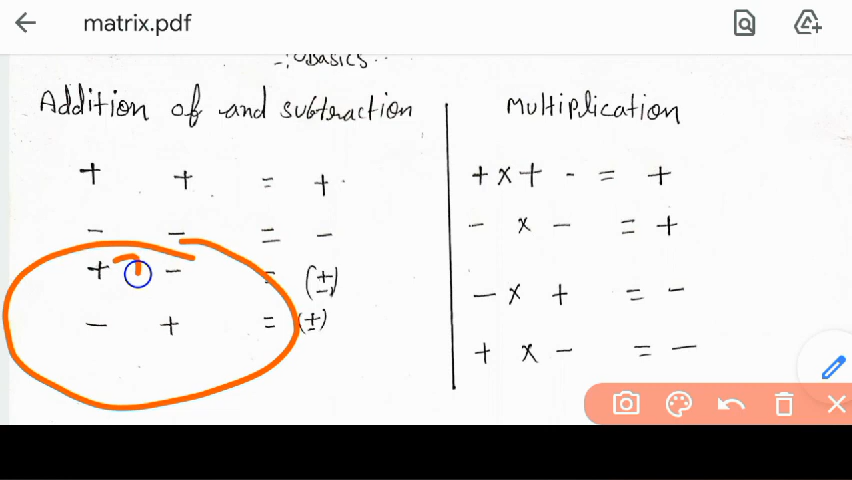 matrix.pdf
-: Basics
Addition of and subtraction
+ + = +
- - = -
+ - = (±)
- + = (±)
Multiplication
+ x + - = +
- x - = +
- x + = -
+ x - = -